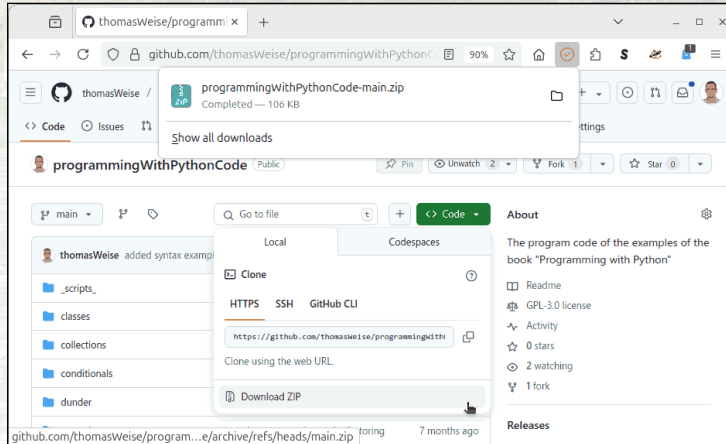 thomasWeise/programmi
github.com/thomasWeise/programmingWithPythonC
90%
programmingWithPythonCode-main.zip
Completed — 106 KB
Show all downloads
thomasWeise /
Code Issues ttings
programmingWithPythonCode Public Pin Unwatch 2 Fork 1 Star 0
main Go to file t Code About
Local Codespaces
thomasWeise added syntax exampl
The program code of the examples of the
book "Programming with Python"
Clone
_scripts_
HTTPS SSH GitHub CLI
Readme
GPL-3.0 license
classes
Activity
https://github.com/thomasWeise/programmingWith
collections
0 stars
Clone using the web URL.
2 watching
conditionals
1 fork
Download ZIP
dunder
Releases
toring 7 months ago
github.com/thomasWeise/program…e/archive/refs/heads/main.zip